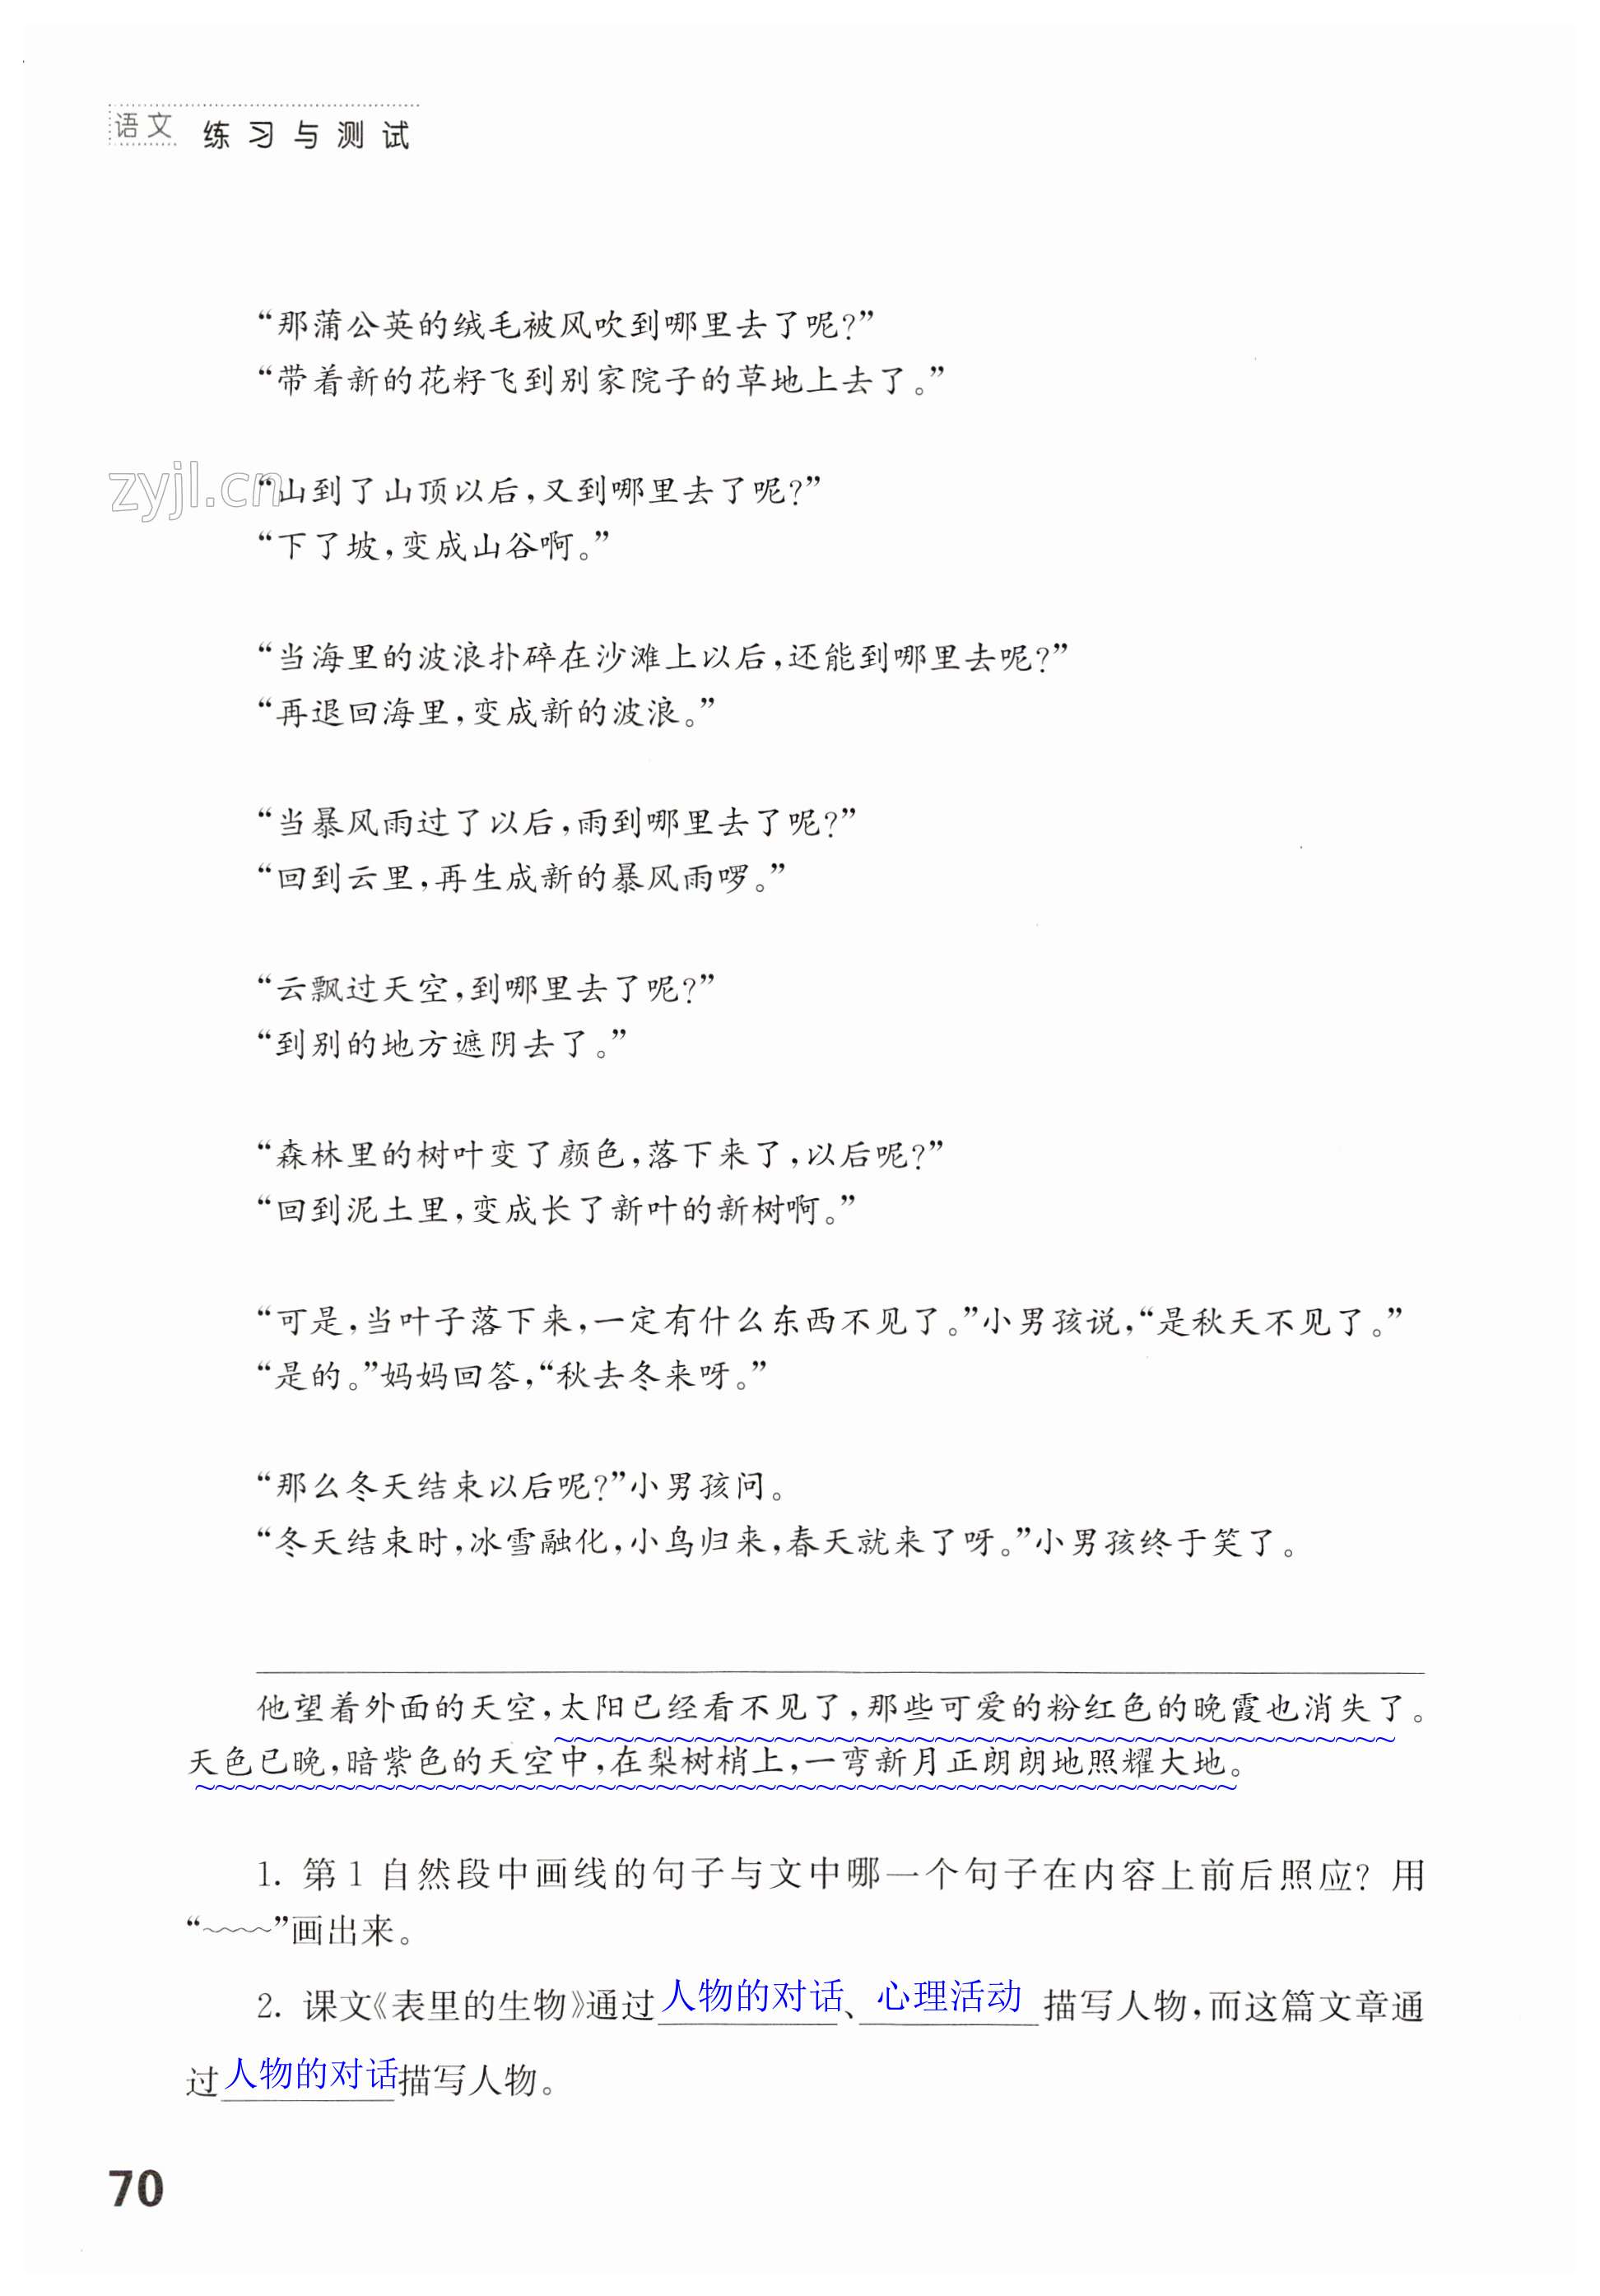 语文 练习与测试
“那蒲公英的绒毛被风吹到哪里去了呢?”
“带着新的花籽飞到别家院子的草地上去了。”
zyjl.cn
“山到了山顶以后,又到哪里去了呢?”
“下了坡,变成山谷啊。”
“当海里的波浪扑碎在沙滩上以后,还能到哪里去呢?”
“再退回海里,变成新的波浪。”
“当暴风雨过了以后,雨到哪里去了呢?”
“回到云里,再生成新的暴风雨啰。”
“云飘过天空,到哪里去了呢?”
“到别的地方遮阴去了。”
“森林里的树叶变了颜色,落下来了,以后呢?”
“回到泥土里,变成长了新叶的新树啊。”
“可是,当叶子落下来,一定有什么东西不见了。”小男孩说,“是秋天不见了。”
“是的。”妈妈回答,“秋去冬来呀。”
“那么冬天结束以后呢?”小男孩问。
“冬天结束时,冰雪融化,小鸟归来,春天就来了呀。”小男孩终于笑了。
他望着外面的天空,太阳已经看不见了,那些可爱的粉红色的晚霞也消失了。
天色已晚,暗紫色的天空中,在梨树梢上,一弯新月正朗朗地照耀大地。
1. 第1自然段中画线的句子与文中哪一个句子在内容上前后照应? 用
“﹏﹏”画出来。
2. 课文《表里的生物》通过人物的对话、心理活动描写人物,而这篇文章通
过人物的对话描写人物。
70